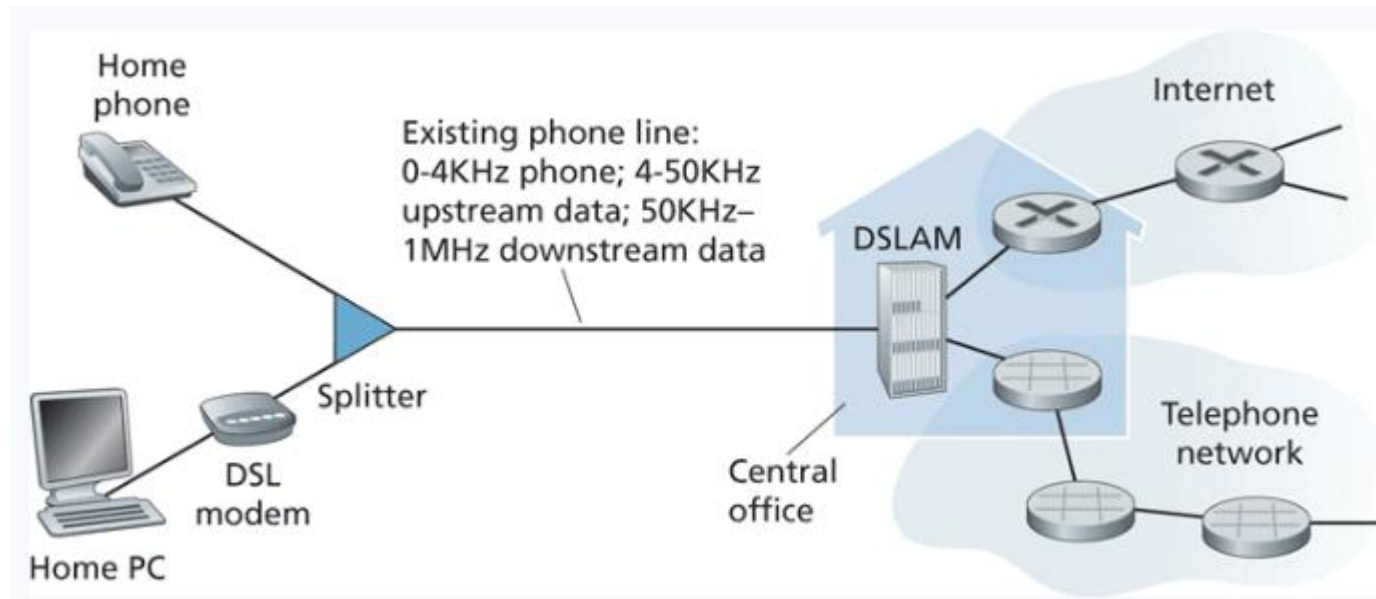 Home
phone
Existing phone line:
0-4KHz phone; 4-50KHz
upstream data; 50KHz–
1MHz downstream data
Internet
DSLAM
Splitter
DSL
modem
Home PC
Central
office
Telephone
network